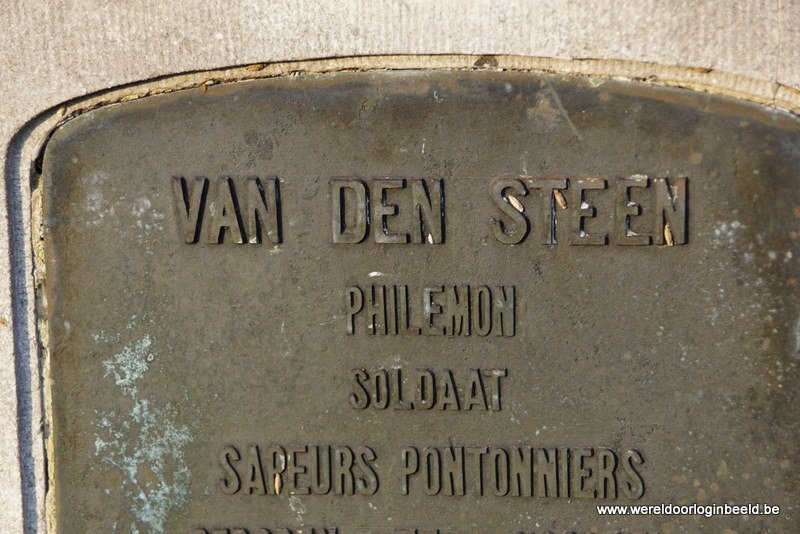 VAN DEN STEEN
PHILEMON
SOLDAAT
SAPEURS PONTONNIERS
www.wereldoorloginbeeld.be